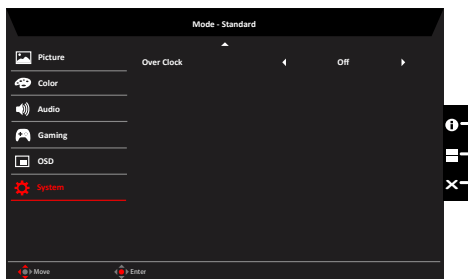 Mode - Standard
Picture
Over Clock Off
Color
Audio
Gaming
OSD
System
Move Enter